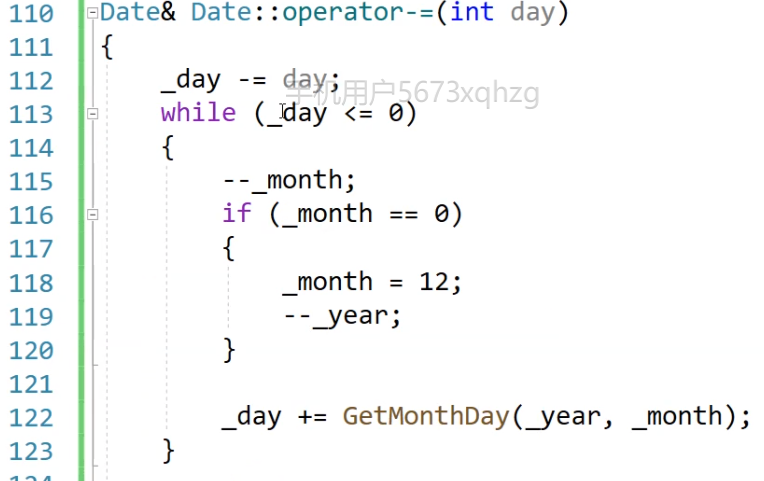 110 Date& Date::operator-=(int day)
111 {
112 _day -= day;
手机用户5673xqhzg
113 while (_day <= 0)
114 {
115 --_month;
116 if (_month == 0)
117 {
118 _month = 12;
119 --_year;
120 }
121
122 _day += GetMonthDay(_year, _month);
123 }
124